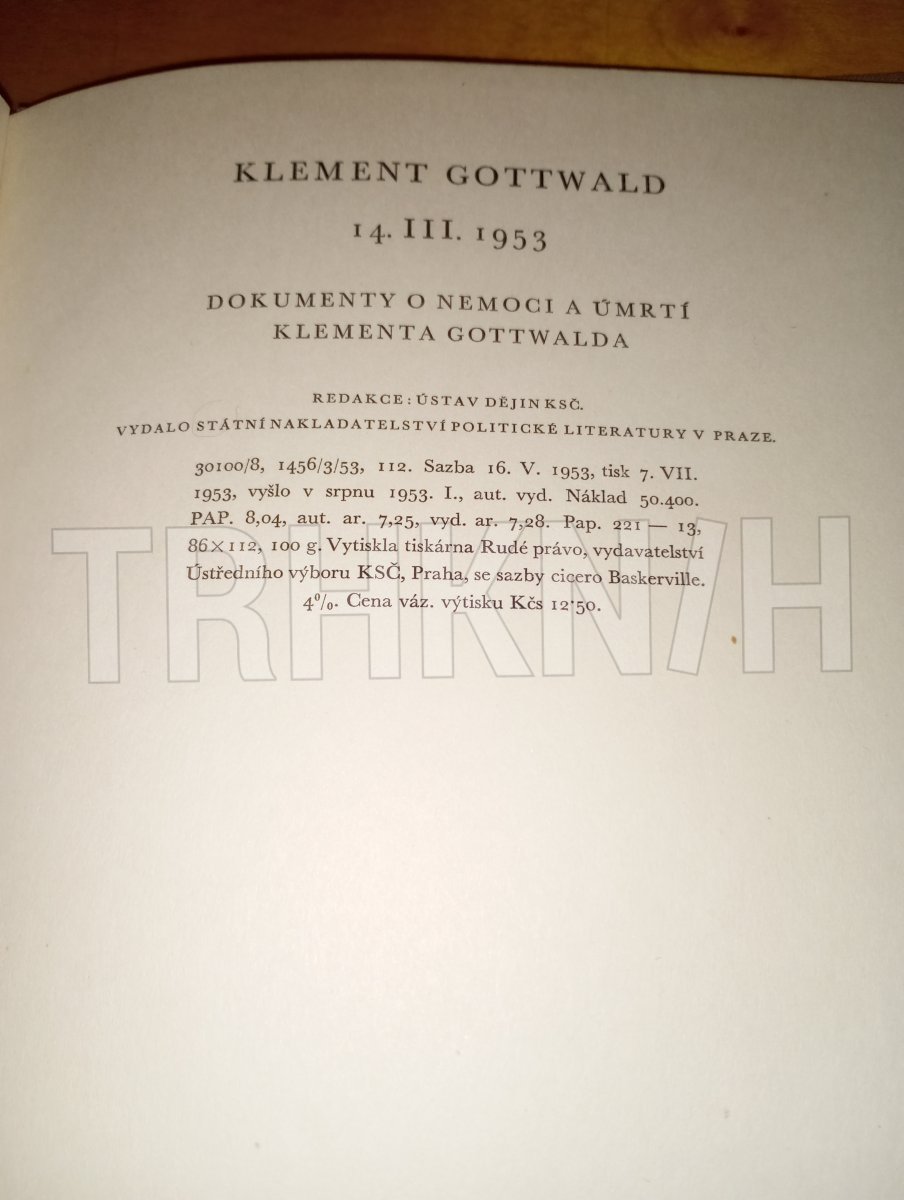 KLEMENT GOTTWALD
14. III. 1953
DOKUMENTY O NEMOCI A ÚMRTÍ
KLEMENTA GOTTWALDA
REDAKCE: ÚSTAV DĚJIN KSČ.
VYDALO STÁTNÍ NAKLADATELSTVÍ POLITICKÉ LITERATURY V PRAZE.
30100/8, 1456/3/53, 112. Sazba 16. V. 1953, tisk 7. VII.
1953, vyšlo v srpnu 1953. I., aut. vyd. Náklad 50.400.
PAP. 8,04, aut. ar. 7,25, vyd. ar. 7,28. Pap. 221 — 13,
86×112, 100 g. Vytiskla tiskárna Rudé právo, vydavatelství
Ústředního výboru KSČ, Praha, se sazby cicero Baskerville.
4%. Cena váz. výtisku Kčs 12·50.
TRHKNIH